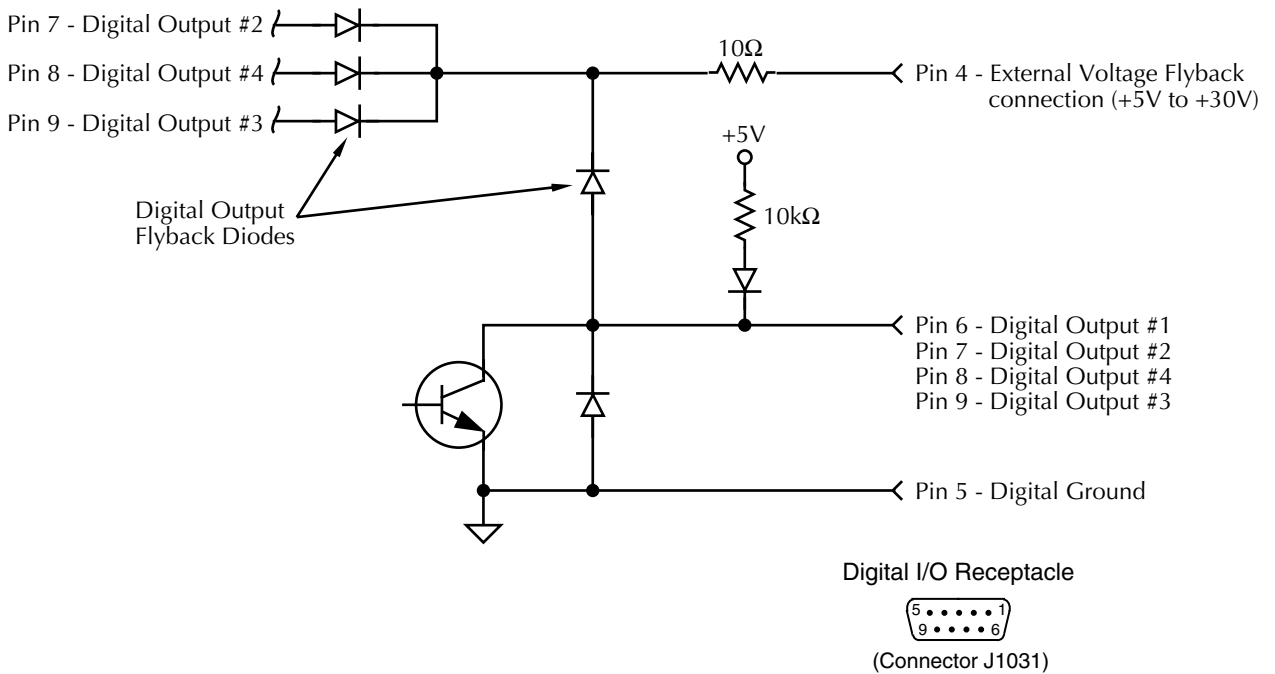 Pin 7 - Digital Output #2
Pin 8 - Digital Output #4
Pin 9 - Digital Output #3
10Ω
Pin 4 - External Voltage Flyback
connection (+5V to +30V)
+5V
10kΩ
Digital Output
Flyback Diodes
Pin 6 - Digital Output #1
Pin 7 - Digital Output #2
Pin 8 - Digital Output #4
Pin 9 - Digital Output #3
Pin 5 - Digital Ground
Digital I/O Receptacle
5 1
9 6
(Connector J1031)